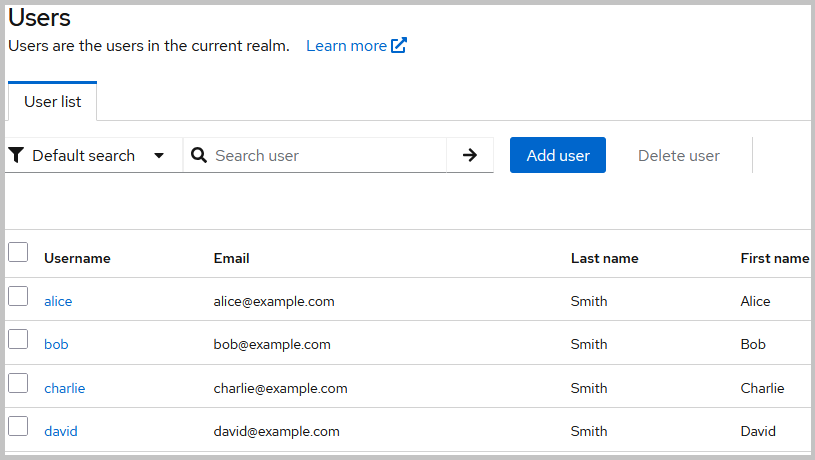 Users
Users are the users in the current realm. Learn more
User list
Default search Search user Add user Delete user
Username Email Last name First name
alice alice@example.com Smith Alice
bob bob@example.com Smith Bob
charlie charlie@example.com Smith Charlie
david david@example.com Smith David